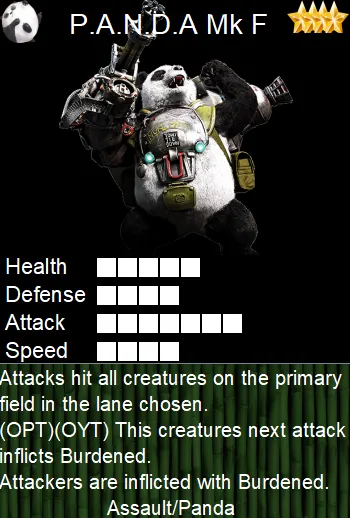 P.A.N.D.A Mk F
Health
Defense
Attack
Speed
Attacks hit all creatures on the primary
field in the lane chosen.
(OPT)(OYT) This creatures next attack
inflicts Burdened.
Attackers are inflicted with Burdened.
Assault/Panda